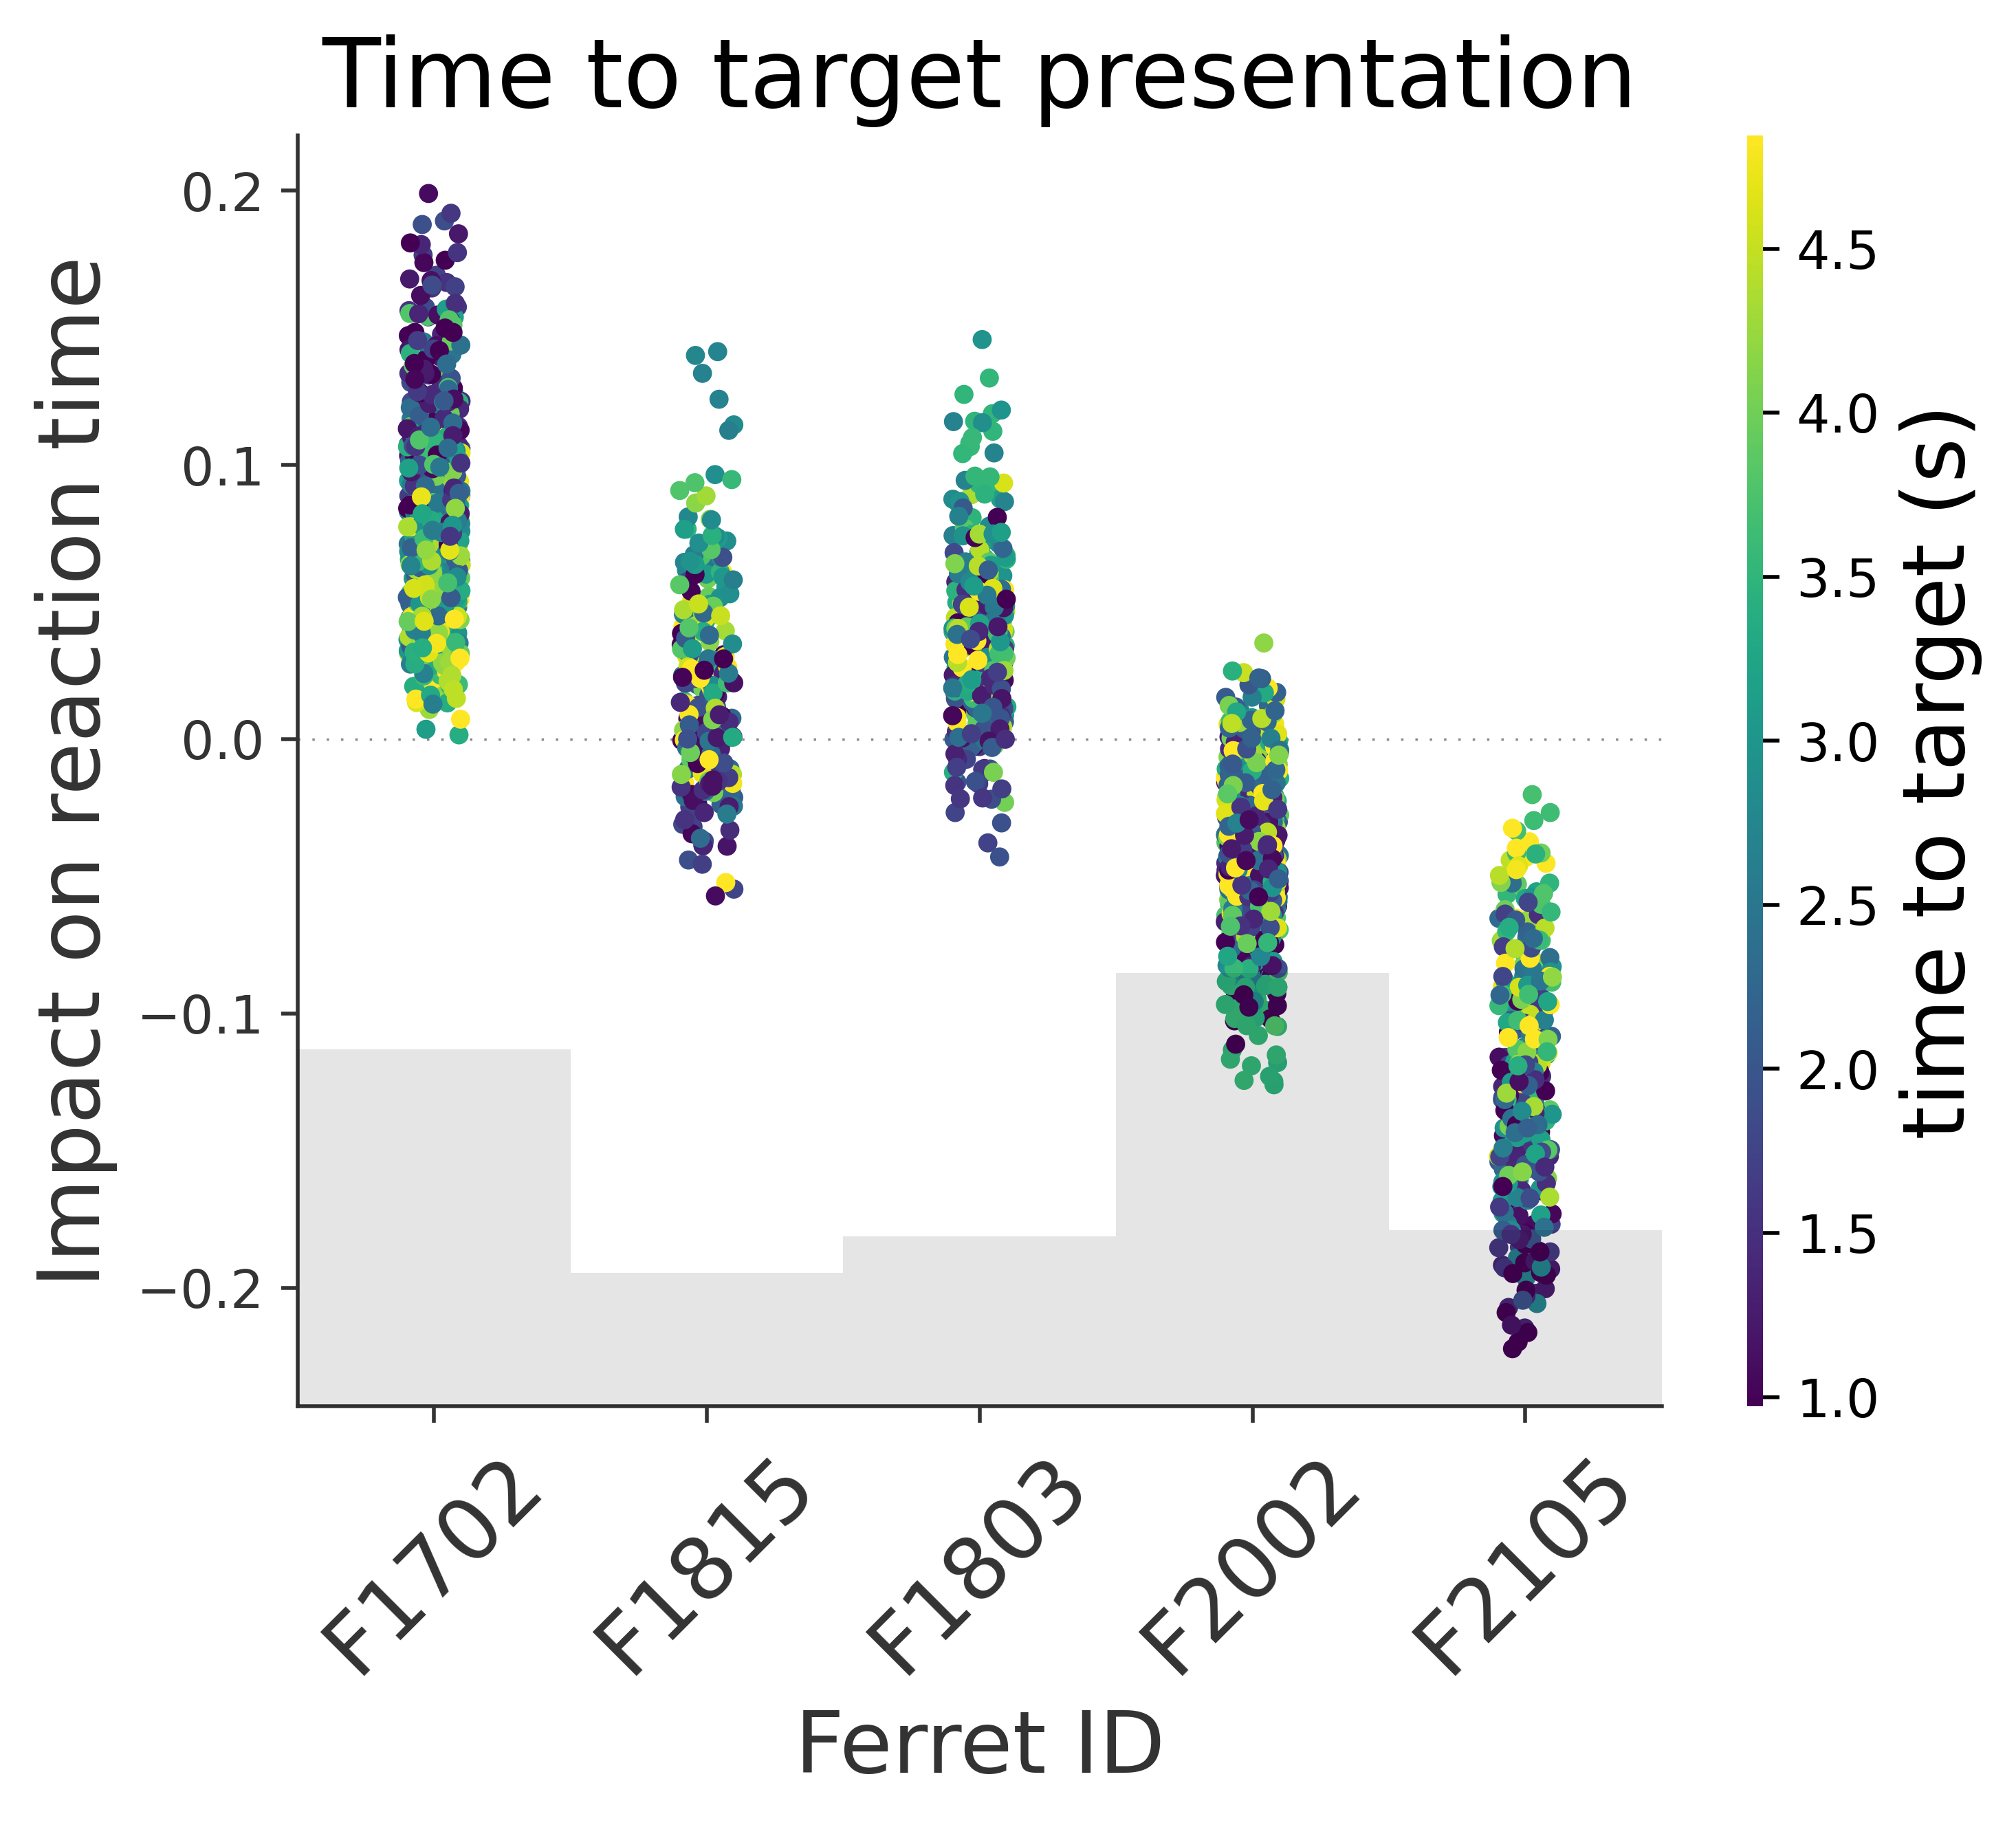 Time to target presentation
Impact on reaction time
0.2
0.1
0.0
−0.1
−0.2
F1702
F1815
F1803
F2002
F2105
Ferret ID
4.5
4.0
3.5
3.0
2.5
2.0
1.5
1.0
time to target (s)